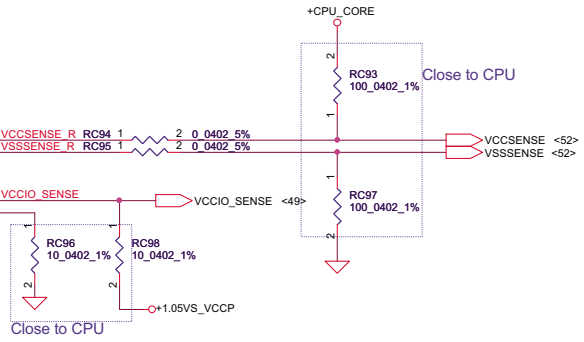 +CPU_CORE
2
RC93
100_0402_1%
Close to CPU
1
VCCSENSE_R RC94 1 2 0_0402_5%
VSSSENSE_R RC95 1 2 0_0402_5%
VCCSENSE <52>
VSSSENSE <52>
1
RC97
100_0402_1%
2
VCCIO_SENSE
VCCIO_SENSE <49>
1
1
RC96
10_0402_1%
RC98
10_0402_1%
2
2
+1.05VS_VCCP
Close to CPU